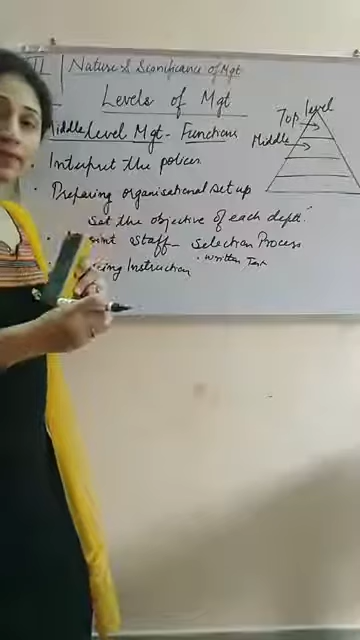 Nature & Significance of Mgt
Levels of Mgt
Top level
Middle
Middle level Mgt - Functions
Interpret the polices
Preparing organisational set up
set the objective of each depth.
staff - selection Process
• written Test
Instruction